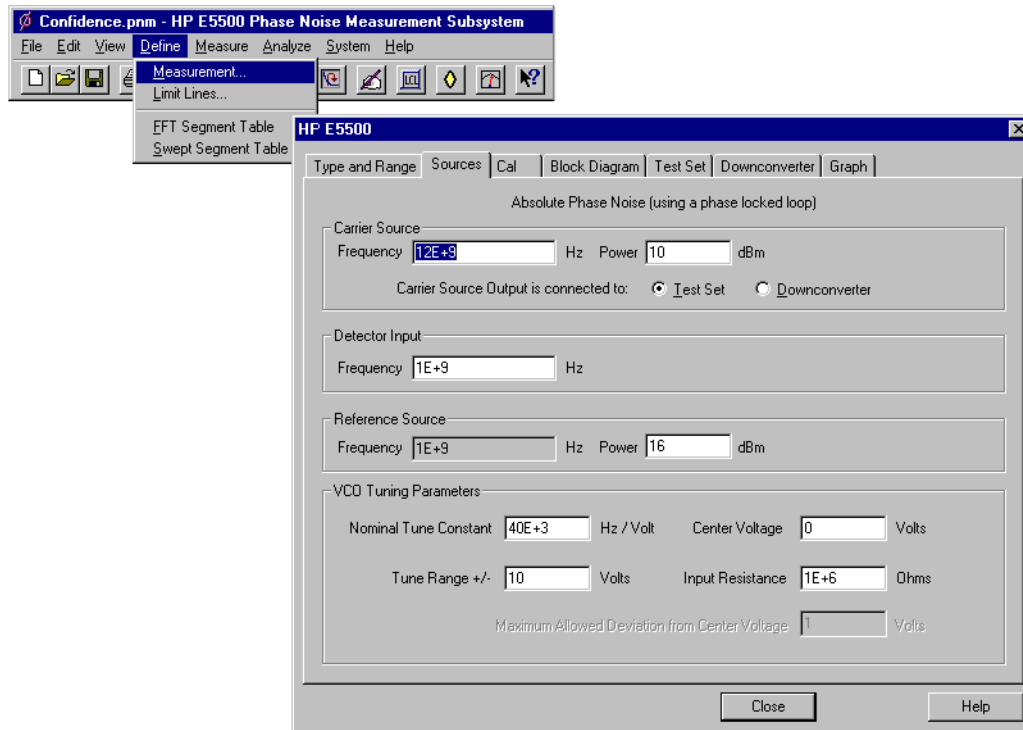 Confidence.pnm - HP E5500 Phase Noise Measurement Subsystem
File Edit View Define Measure Analyze System Help
Measurement...
Limit Lines...
FFT Segment Table
Swept Segment Table
HP E5500
Type and Range Sources Cal Block Diagram Test Set Downconverter Graph
Absolute Phase Noise (using a phase locked loop)
Carrier Source
Frequency 12E+9 Hz Power 10 dBm
Carrier Source Output is connected to: Test Set Downconverter
Detector Input
Frequency 1E+9 Hz
Reference Source
Frequency 1E+9 Hz Power 16 dBm
VCO Tuning Parameters
Nominal Tune Constant 40E+3 Hz / Volt Center Voltage 0 Volts
Tune Range +/- 10 Volts Input Resistance 1E+6 Ohms
Maximum Allowed Deviation from Center Voltage 1 Volts
Close Help